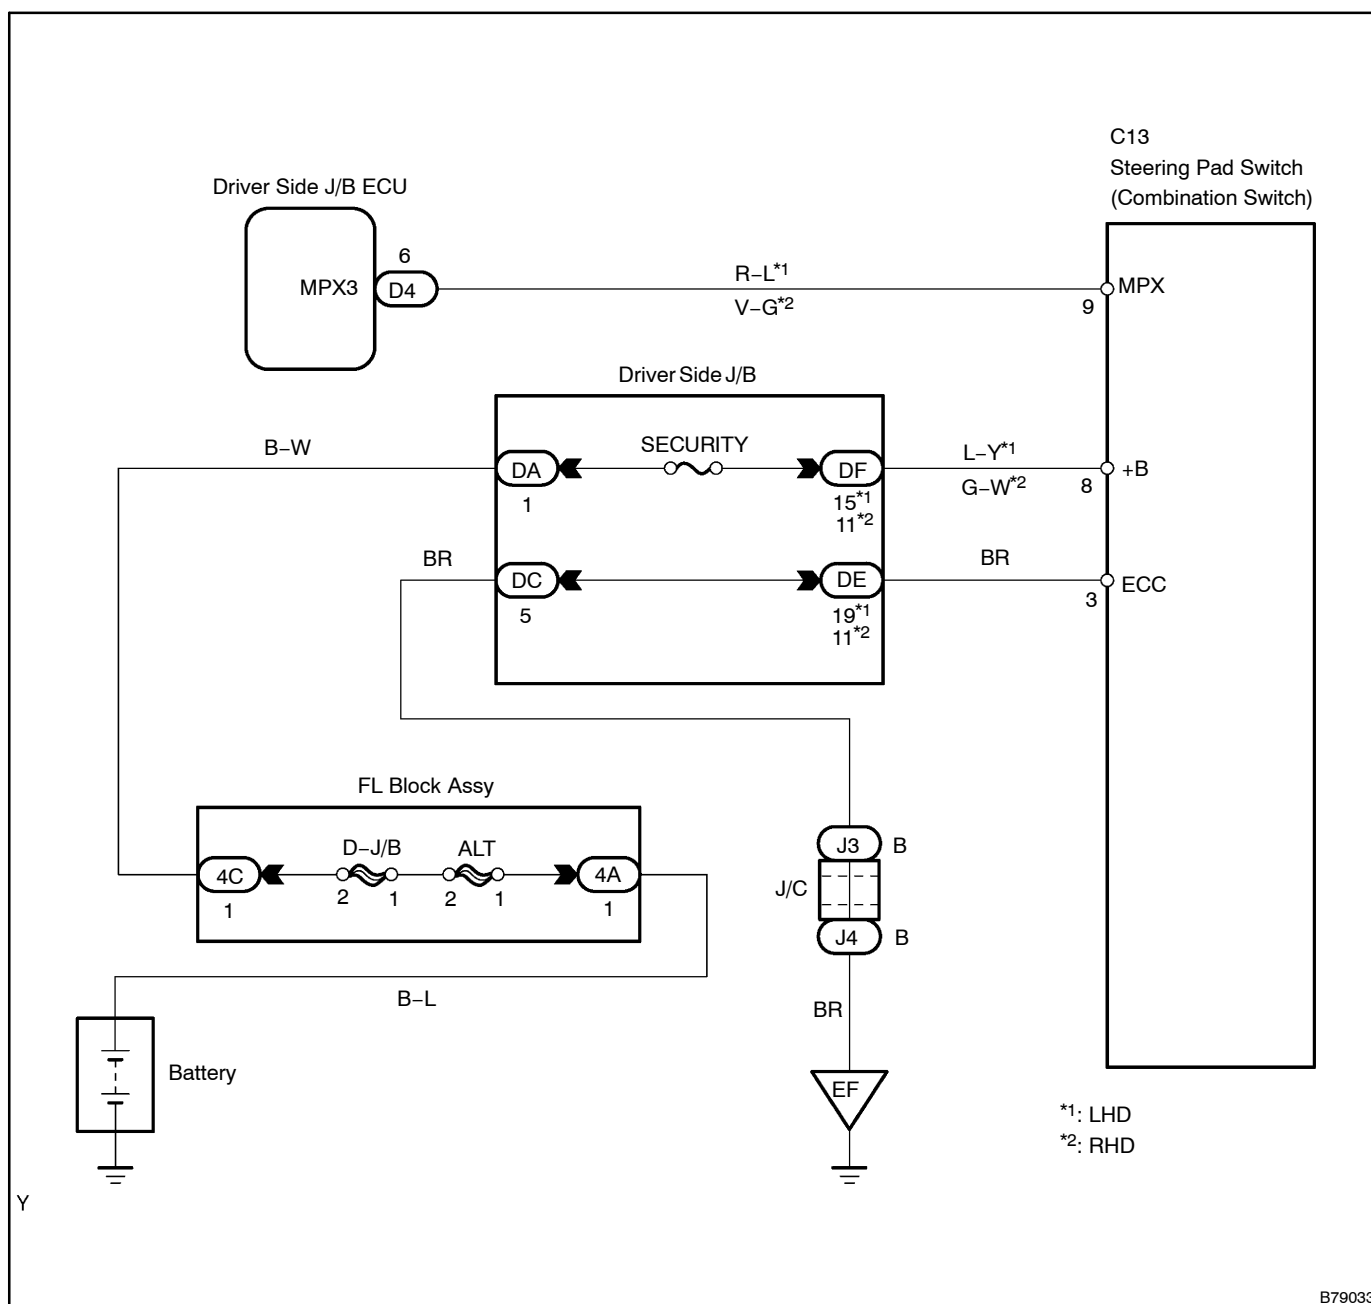 C13
Steering Pad Switch
(Combination Switch)
Driver Side J/B ECU
6
MPX3
D4
R-L*1
V-G*2
9
MPX
Driver Side J/B
B-W
DA
1
SECURITY
DF
15*1
11*2
L-Y*1
G-W*2
8
+B
BR
DC
5
DE
19*1
11*2
BR
3
ECC
FL Block Assy
4C
1
D-J/B
2
1
ALT
2
1
4A
1
J3
B
J/C
J4
B
B-L
BR
Battery
EF
*1: LHD
*2: RHD
Y
B79033